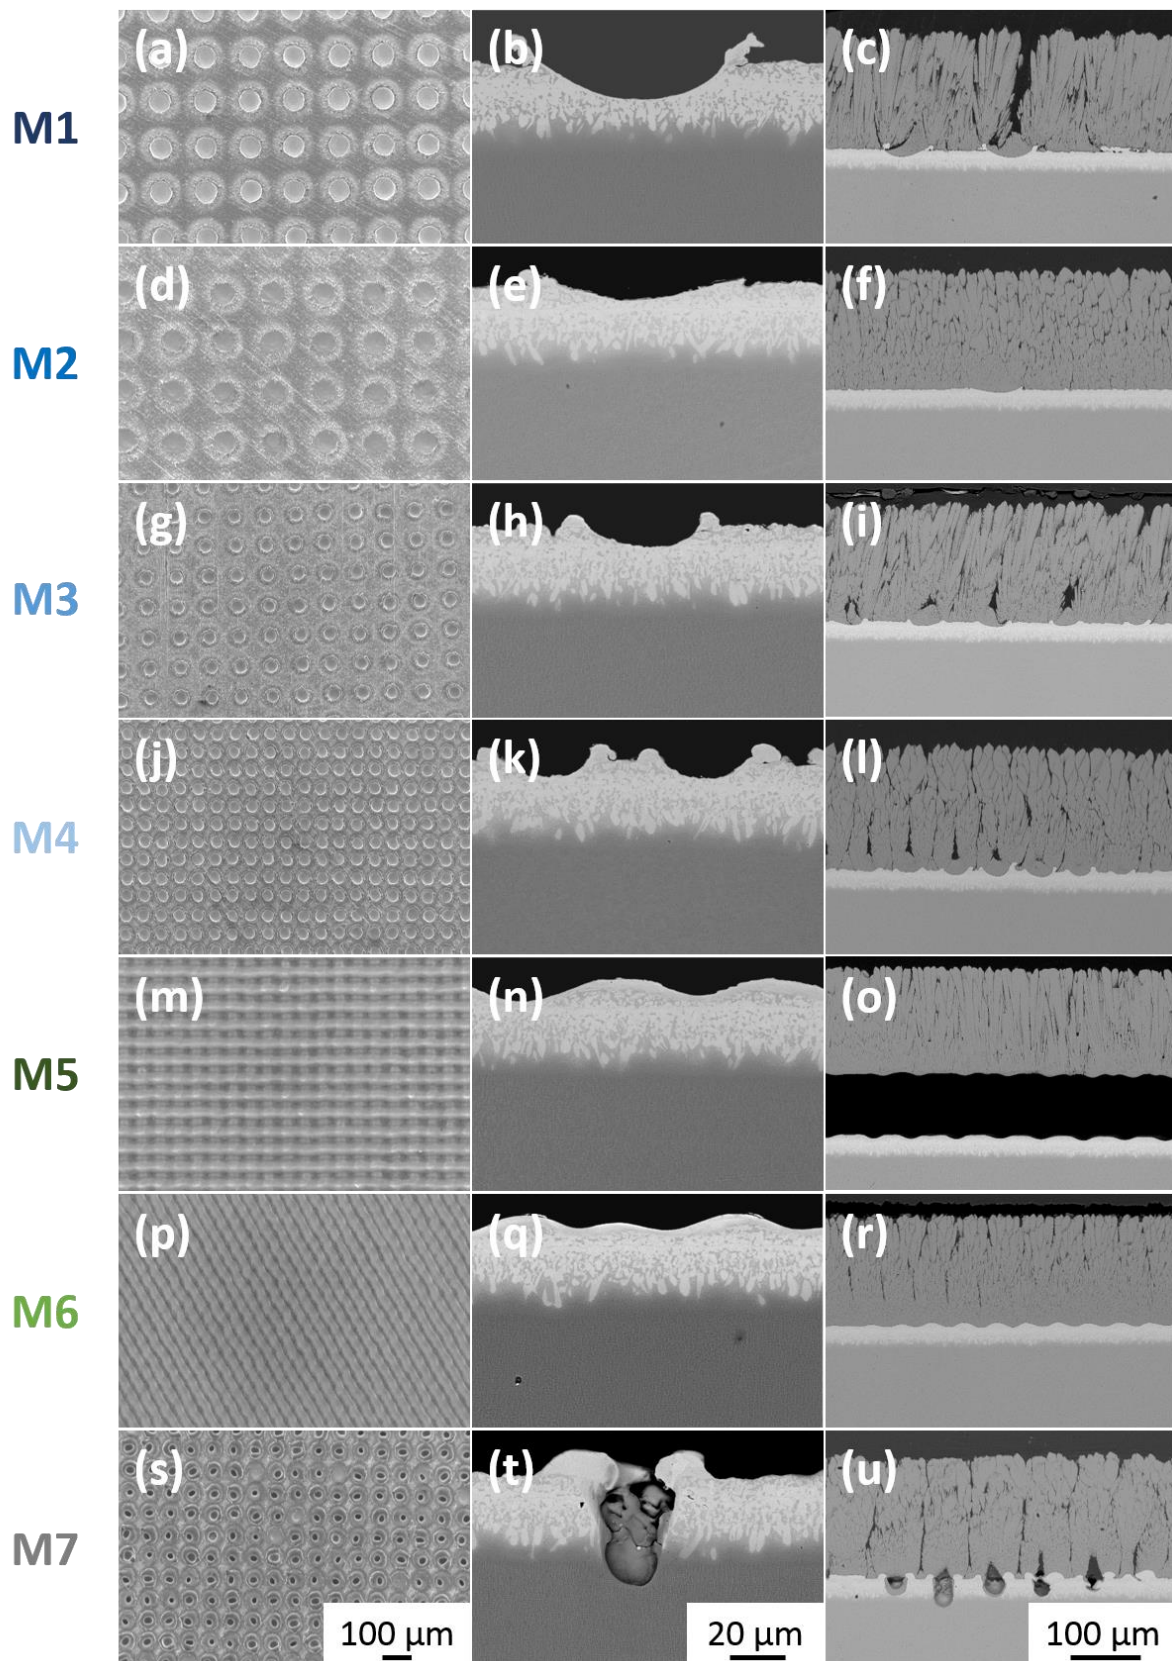 M1 (a) (b) (c)
M2 (d) (e) (f)
M3 (g) (h) (i)
M4 (j) (k) (l)
M5 (m) (n) (o)
M6 (p) (q) (r)
M7 (s) (t) (u)
100 μm 20 μm 100 μm